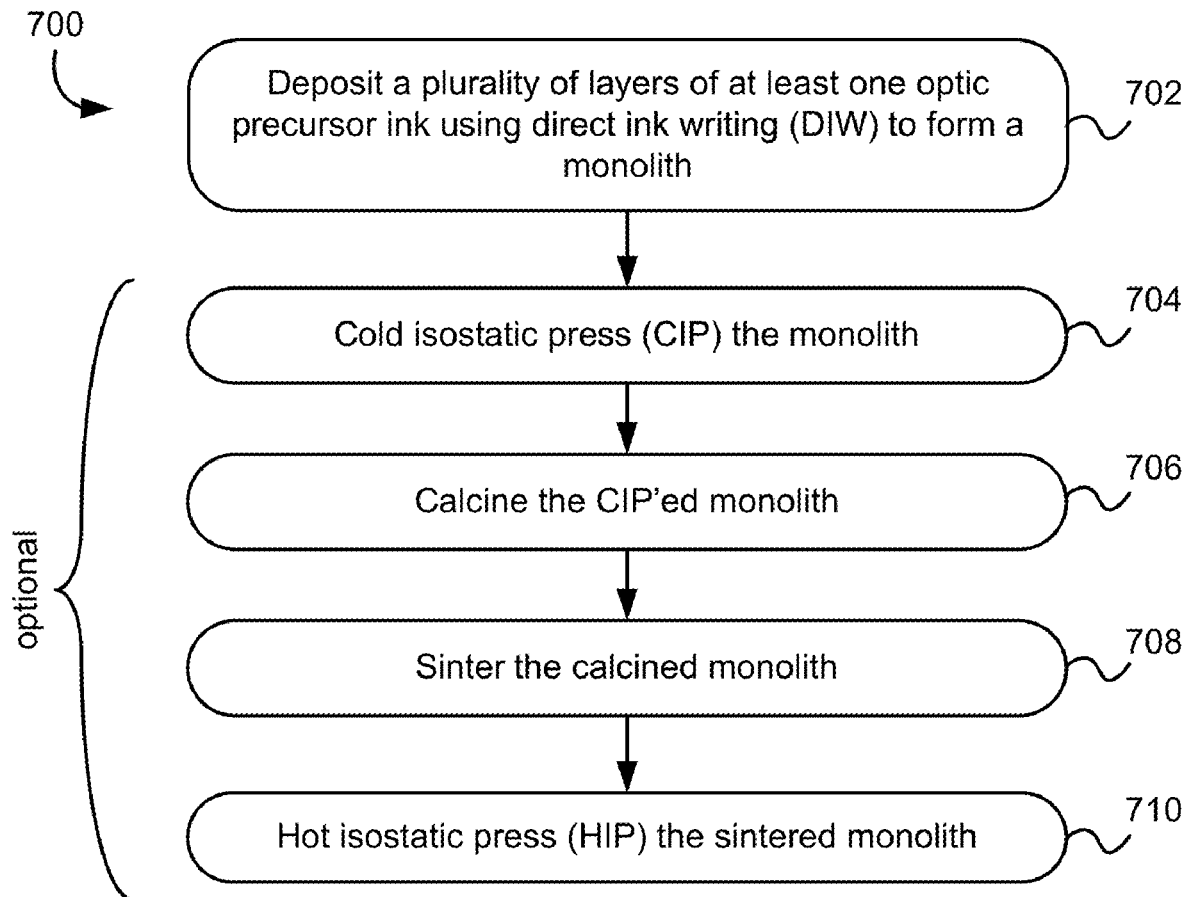 700
Deposit a plurality of layers of at least one optic
precursor ink using direct ink writing (DIW) to form a
monolith
702
Cold isostatic press (CIP) the monolith
704
Calcine the CIP'ed monolith
706
optional
Sinter the calcined monolith
708
Hot isostatic press (HIP) the sintered monolith
710